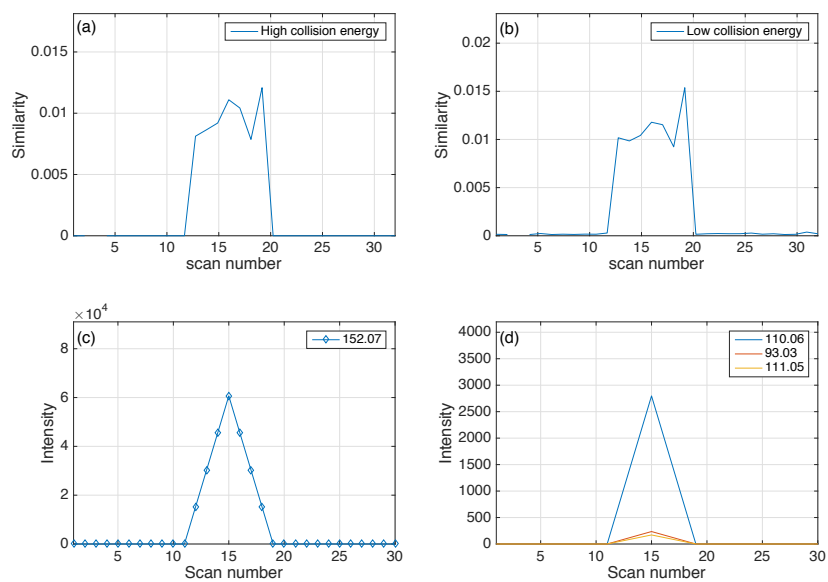 (a)
High collision energy
0.015
0.01
0.005
0
Similarity
5 10 15 20 25 30
scan number
(b)
Low collision energy
0.02
0.015
0.01
0.005
0
Similarity
5 10 15 20 25 30
scan number
×10⁴
(c)
152.07
8
6
4
2
0
Intensity
5 10 15 20 25 30
Scan number
(d)
110.06
93.03
111.05
4000
3500
3000
2500
2000
1500
1000
500
0
Intensity
5 10 15 20 25 30
Scan number